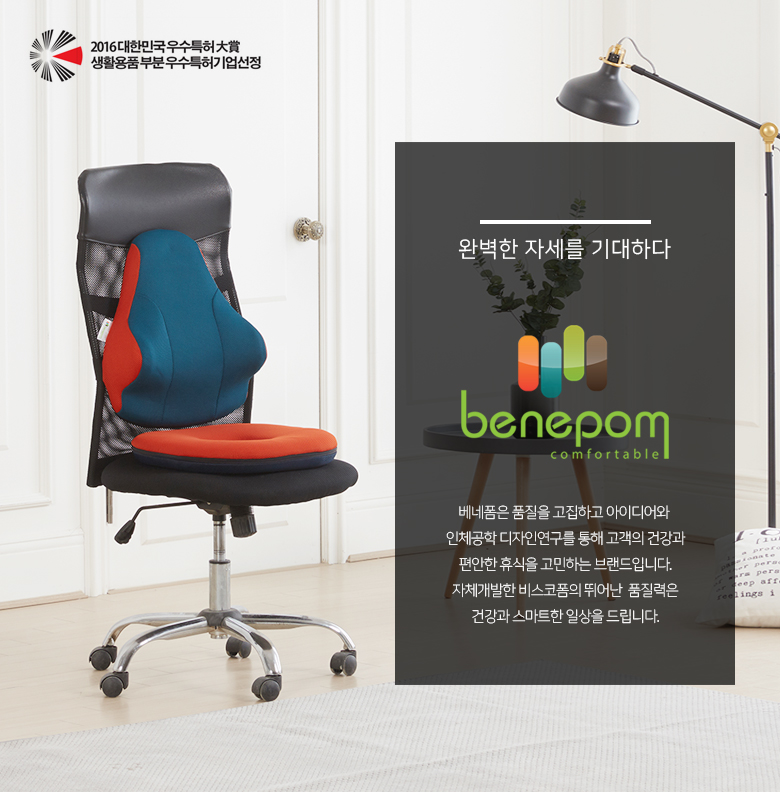 2016 대한민국 우수특허 大賞
생활용품 부분 우수특허기업선정
완벽한 자세를 기대하다
benepom
comfortable
베네폼은 품질을 고집하고 아이디어와
인체공학 디자인연구를 통해 고객의 건강과
편안한 휴식을 고민하는 브랜드입니다.
자체개발한 비스코폼의 뛰어난 품질력은
건강과 스마트한 일상을 드립니다.